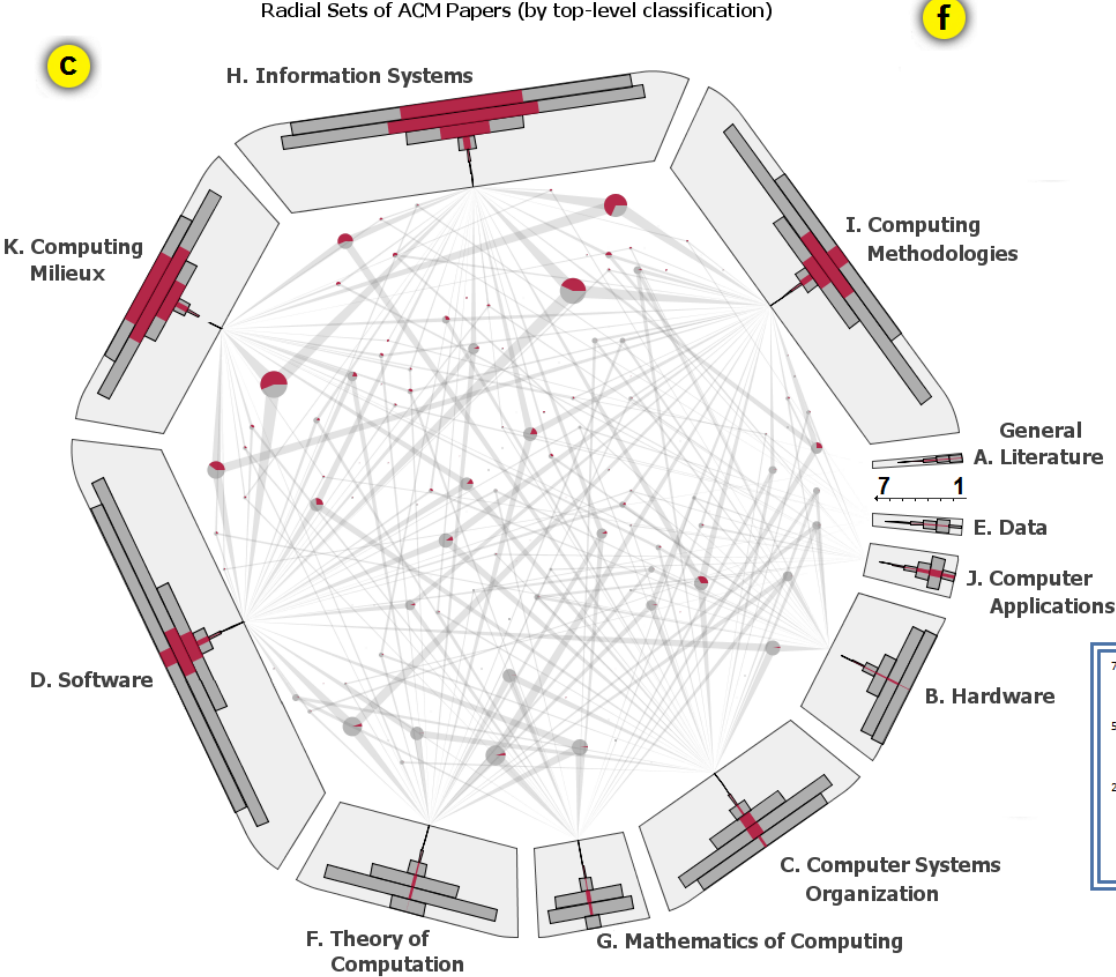 Radial Sets of ACM Papers (by top-level classification)
f
c
H. Information Systems
I. Computing
Methodologies
K. Computing
Milieux
General
A. Literature
7 1
E. Data
J. Computer
Applications
B. Hardware
D. Software
7
5
2
C. Computer Systems
Organization
F. Theory of
Computation
G. Mathematics of Computing